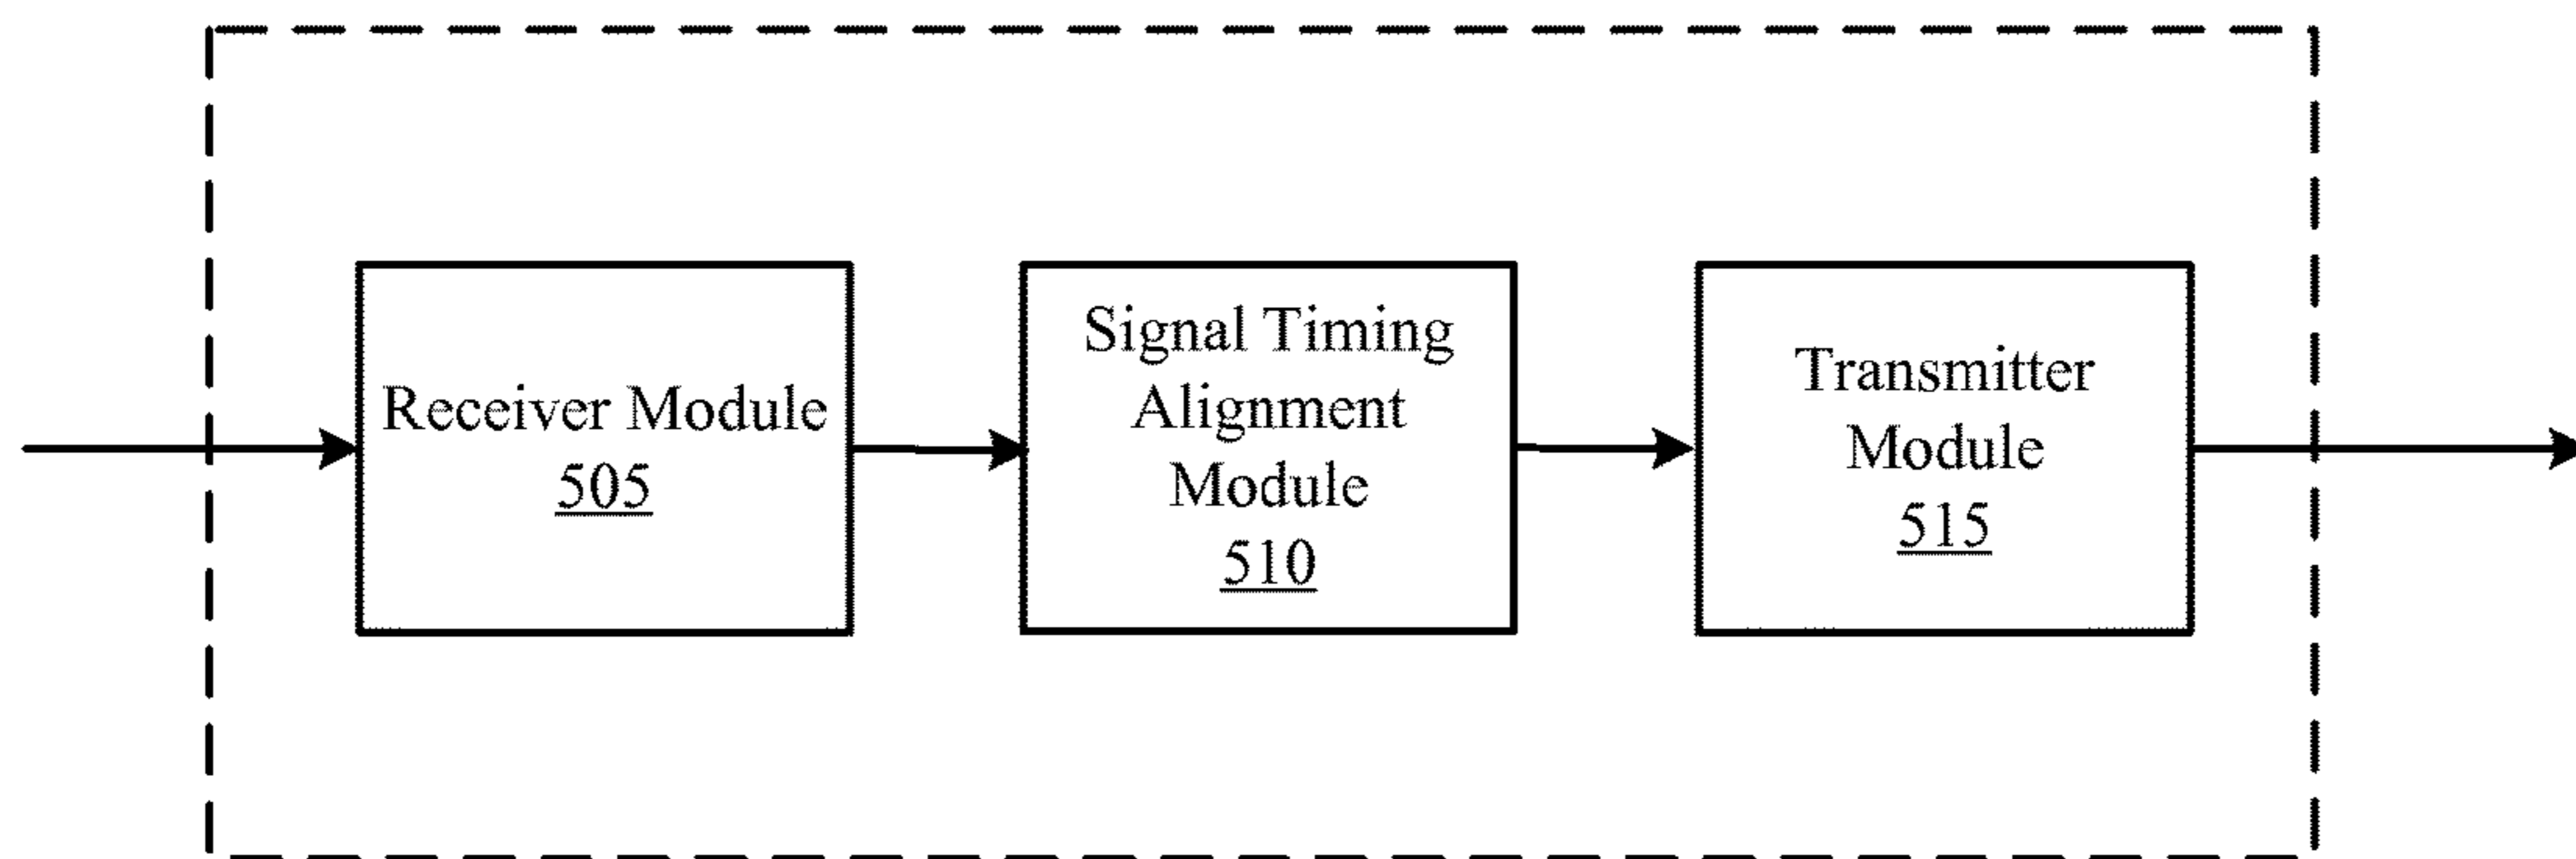 Receiver Module
505
Signal Timing
Alignment
Module
510
Transmitter
Module
515